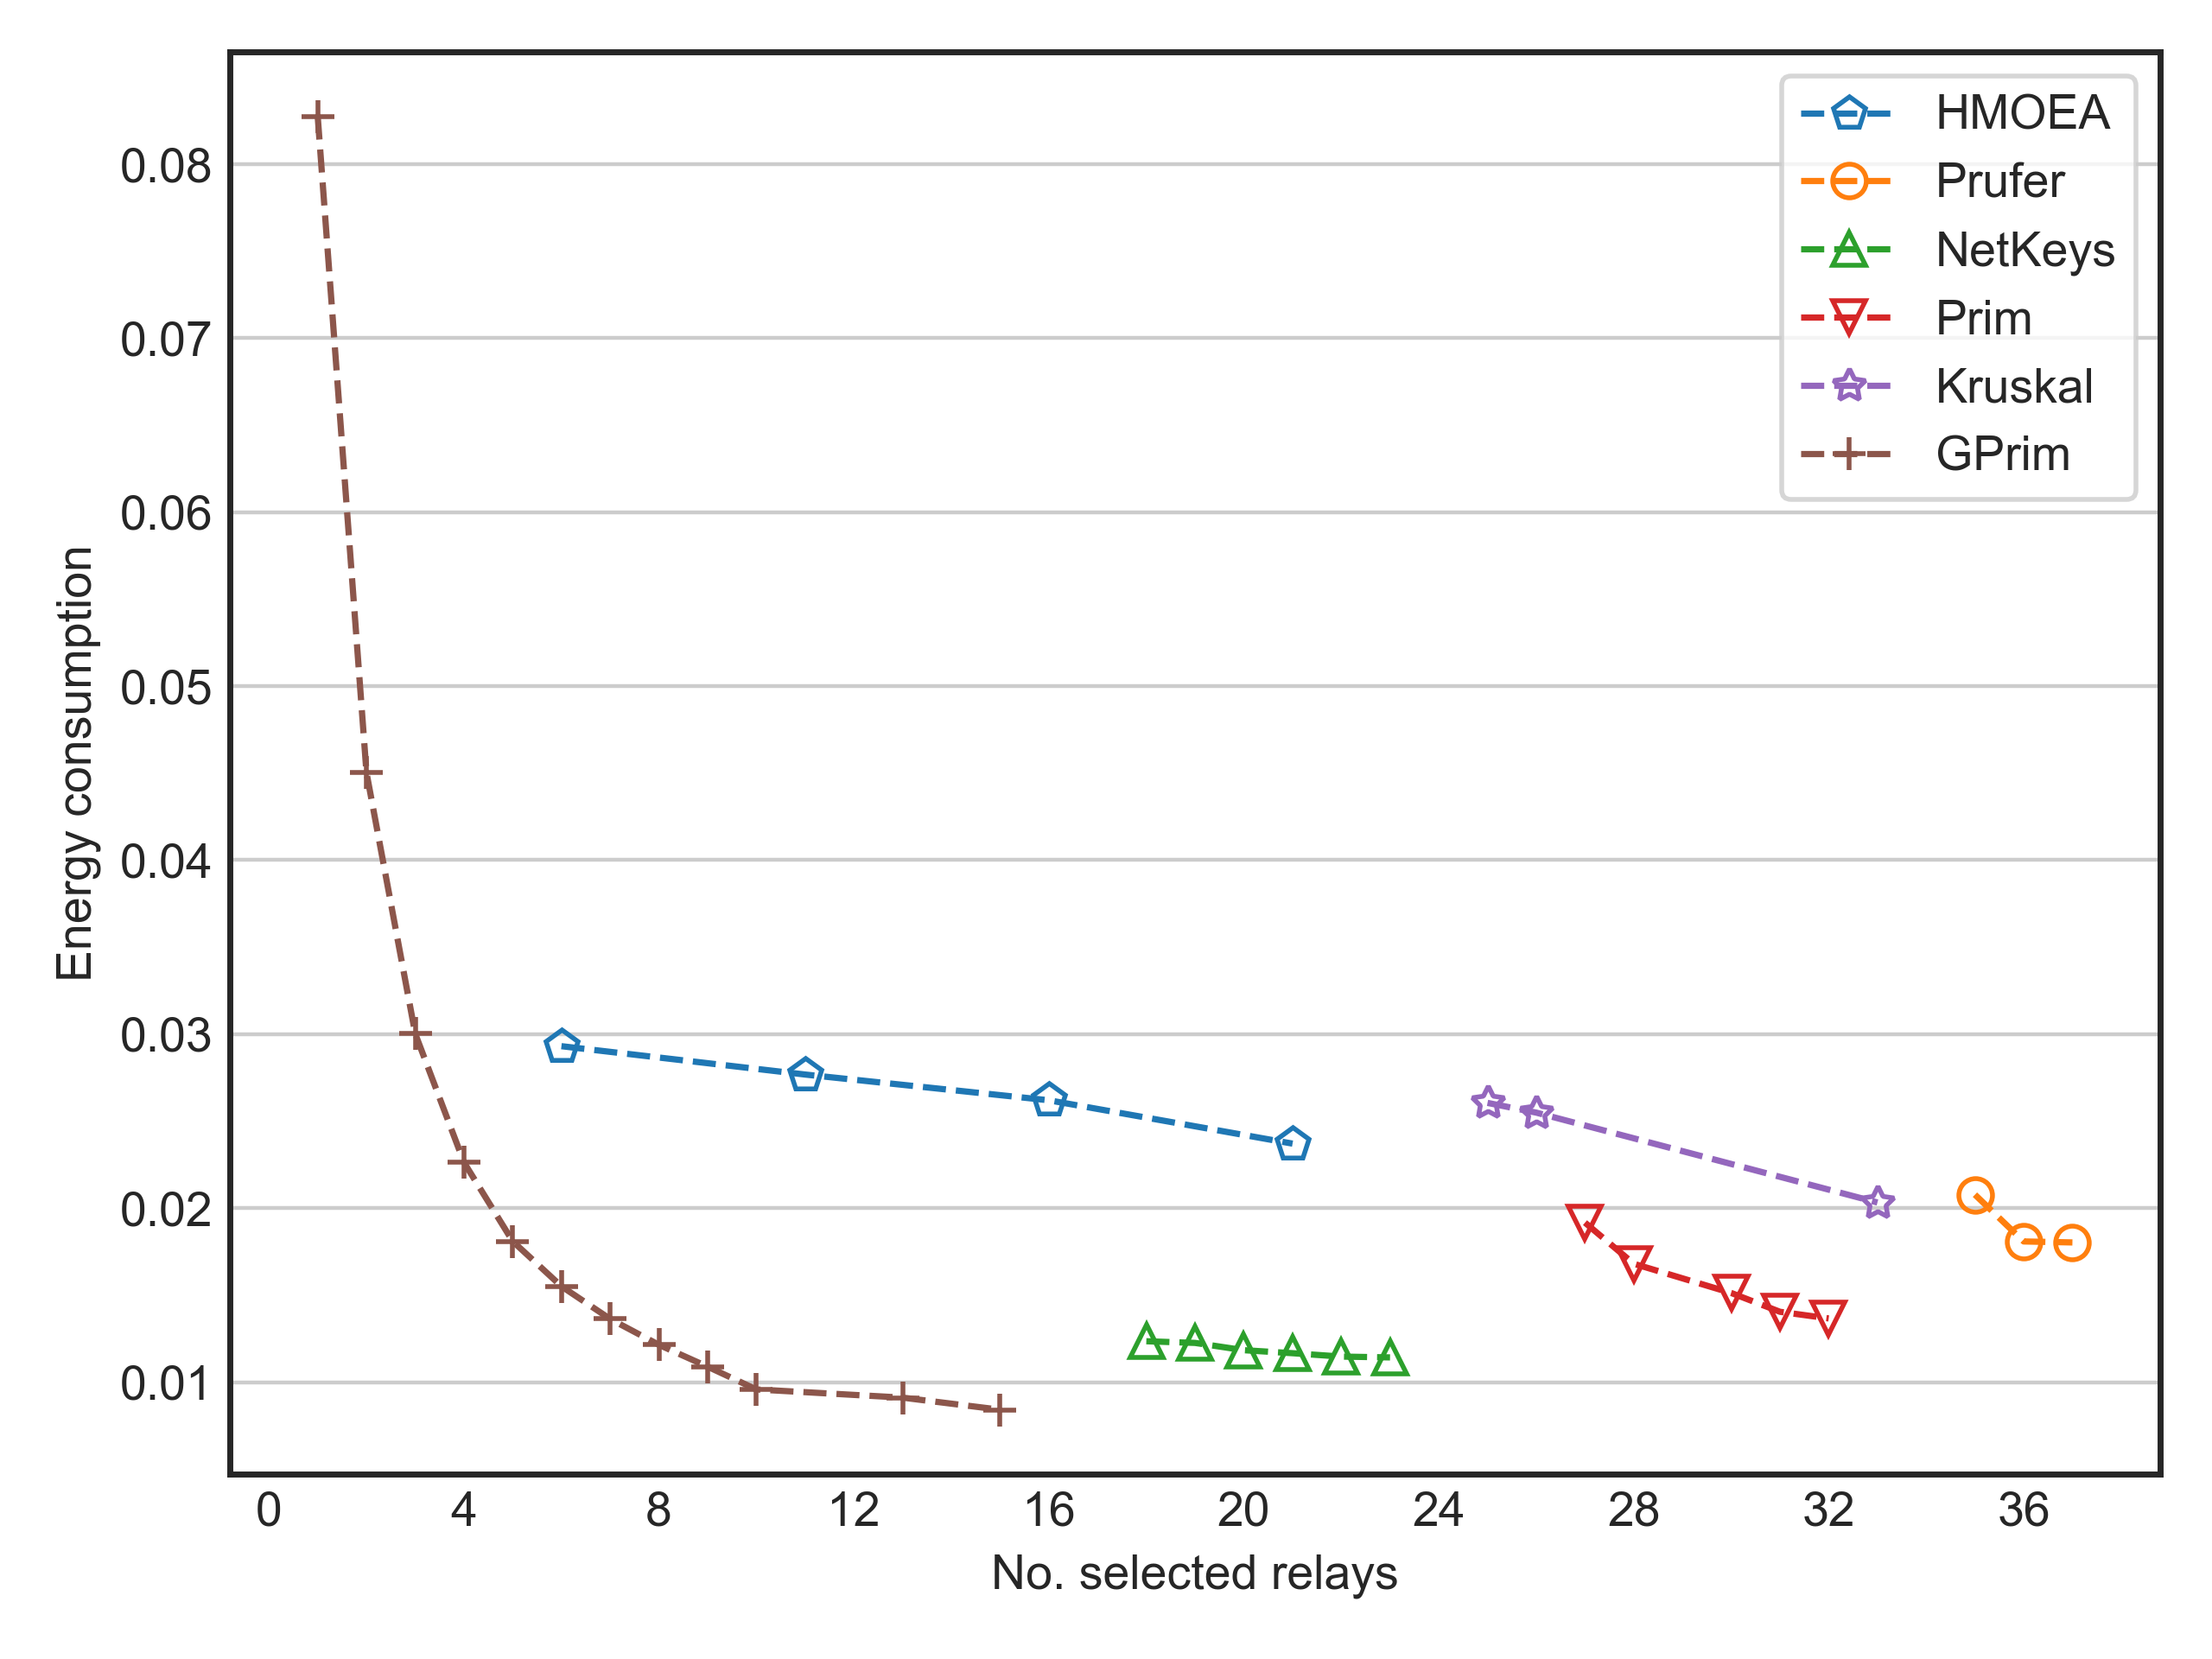 HMOEA
Prufer
NetKeys
Prim
Kruskal
GPrim
Energy consumption
0.08
0.07
0.06
0.05
0.04
0.03
0.02
0.01
0 4 8 12 16 20 24 28 32 36
No. selected relays